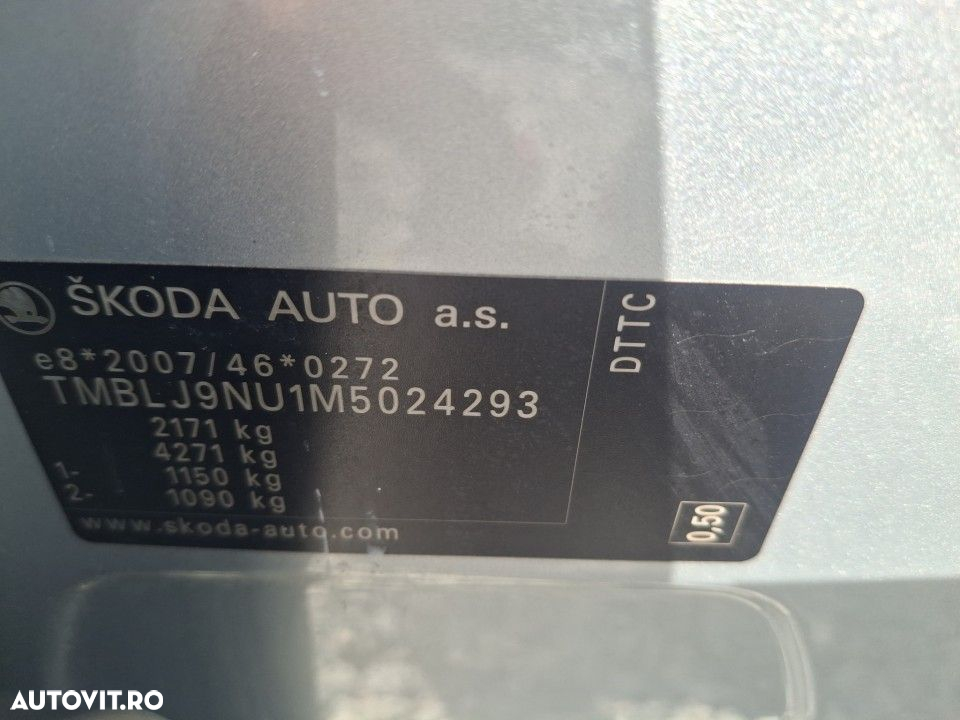 ŠKODA AUTO a.s.
e8*2007/46*0272
TMBLJ9NU1M5024293
2171 kg
4271 kg
1- 1150 kg
2- 1090 kg
www.skoda-auto.com
DTTC
0,50
AUTOVIT.RO